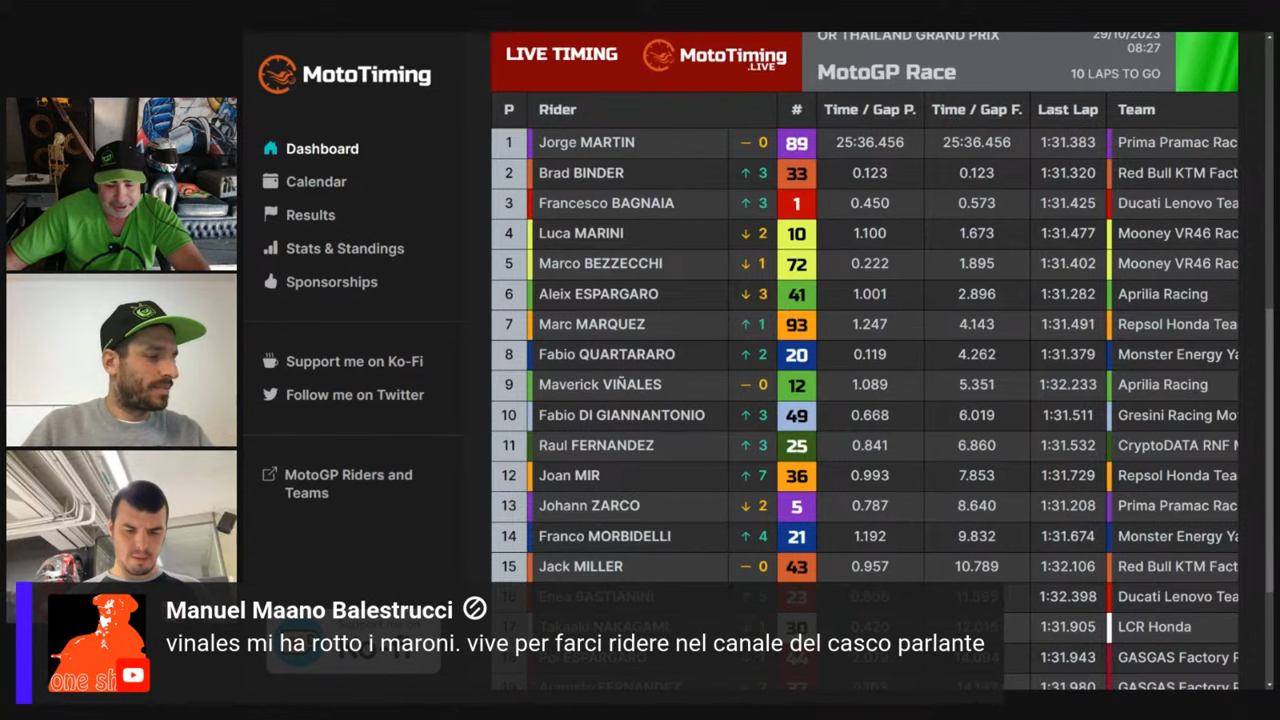 MotoTiming
Dashboard
Calendar
Results
Stats & Standings
Sponsorships
Support me on Ko-Fi
Follow me on Twitter
MotoGP Riders and
Teams
LIVE TIMING MotoTiming
.LIVE
OR THAILAND GRAND PRIX 29/10/2023
08:27
MotoGP Race 10 LAPS TO GO
P Rider # Time / Gap P. Time / Gap F. Last Lap Team
1 Jorge MARTIN – 0 89 25:36.456 25:36.456 1:31.383 Prima Pramac Rac
2 Brad BINDER ↑ 3 33 0.123 0.123 1:31.320 Red Bull KTM Fact
3 Francesco BAGNAIA ↑ 3 1 0.450 0.573 1:31.425 Ducati Lenovo Tea
4 Luca MARINI ↓ 2 10 1.100 1.673 1:31.477 Mooney VR46 Rac
5 Marco BEZZECCHI ↓ 1 72 0.222 1.895 1:31.402 Mooney VR46 Rac
6 Aleix ESPARGARO ↓ 3 41 1.001 2.896 1:31.282 Aprilia Racing
7 Marc MARQUEZ ↑ 1 93 1.247 4.143 1:31.491 Repsol Honda Tea
8 Fabio QUARTARARO ↑ 2 20 0.119 4.262 1:31.379 Monster Energy Ya
9 Maverick VIÑALES – 0 12 1.089 5.351 1:32.233 Aprilia Racing
10 Fabio DI GIANNANTONIO ↑ 3 49 0.668 6.019 1:31.511 Gresini Racing Mo
11 Raul FERNANDEZ ↑ 3 25 0.841 6.860 1:31.532 CryptoDATA RNF M
12 Joan MIR ↑ 7 36 0.993 7.853 1:31.729 Repsol Honda Tea
13 Johann ZARCO ↓ 2 5 0.787 8.640 1:31.208 Prima Pramac Rac
14 Franco MORBIDELLI ↑ 4 21 1.192 9.832 1:31.674 Monster Energy Ya
15 Jack MILLER – 0 43 0.957 10.789 1:32.106 Red Bull KTM Fact
Enea BASTIANINI 23 1:32.398 Ducati Lenovo Tea
NAKAGAMI 30 0.420 12.015 1:31.905 LCR Honda
ESPARGARO 44 1:31.943 GASGAS Factory R
FERNANDEZ 37 1:31.980 GASGAS Factory R
Manuel Maano Balestrucci
vinales mi ha rotto i maroni. vive per farci ridere nel canale del casco parlante
one sh